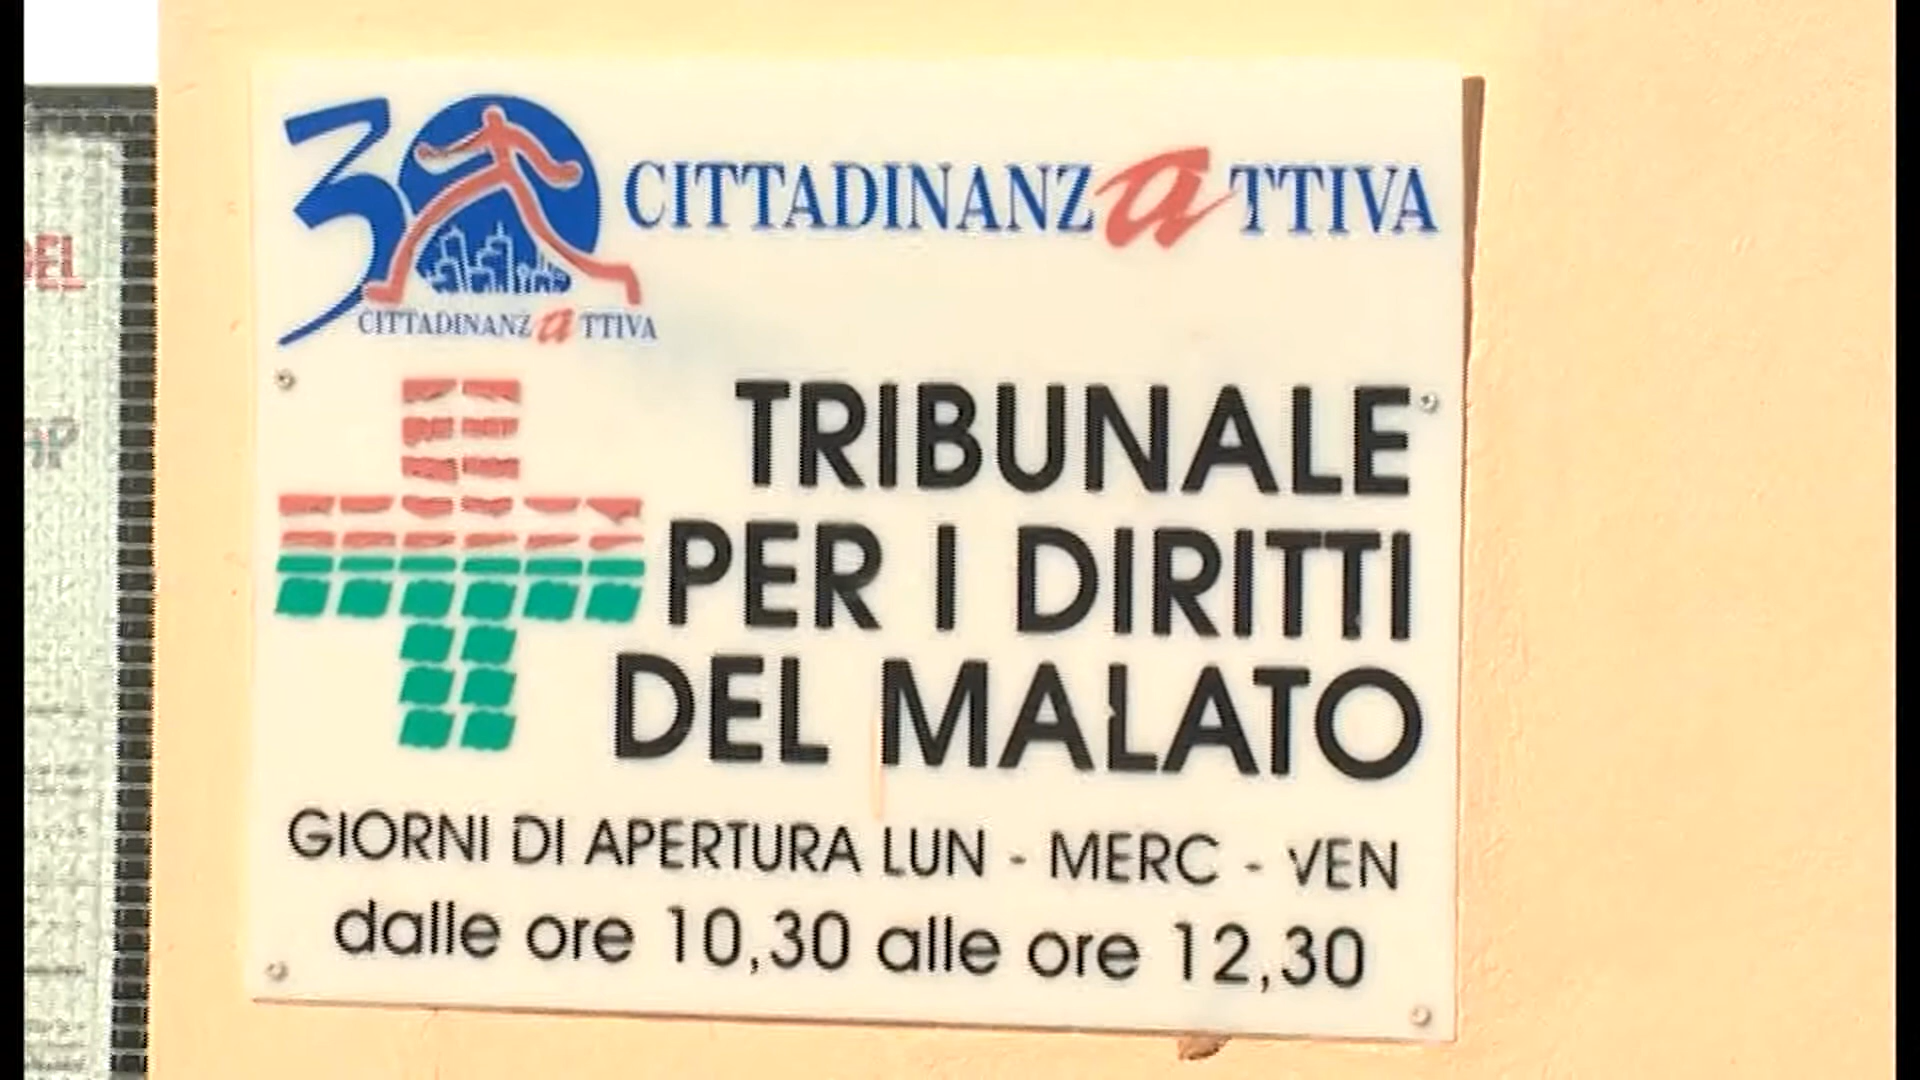 30
CITTADINANZaTTIVA
CITTADINANZaTTIVA
TRIBUNALE
PER I DIRITTI
DEL MALATO
GIORNI DI APERTURA LUN - MERC - VEN
dalle ore 10,30 alle ore 12,30